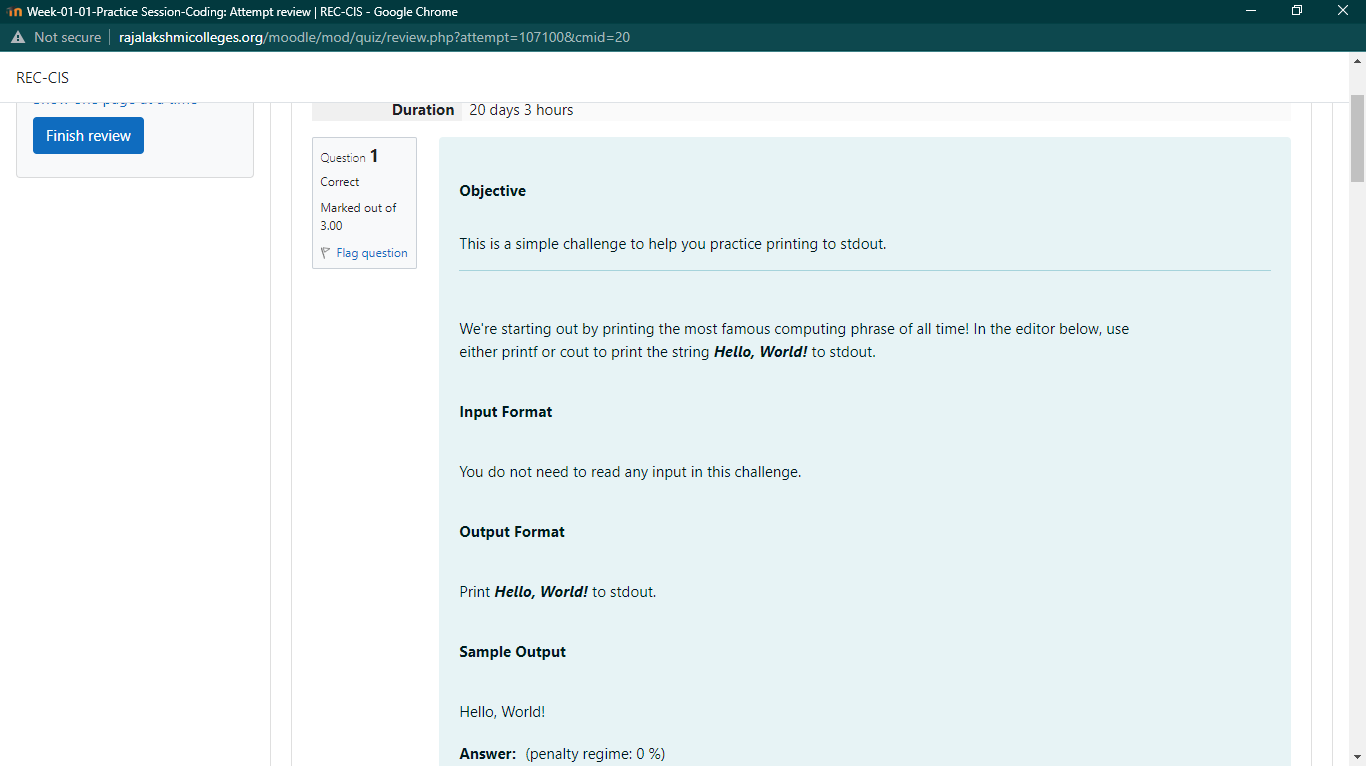 Week-01-01-Practice Session-Coding: Attempt review | REC-CIS - Google Chrome
Not secure | rajalakshmicolleges.org/moodle/mod/quiz/review.php?attempt=107100&cmid=20
REC-CIS
Duration 20 days 3 hours
Finish review
Question 1
Correct
Marked out of
3.00
Flag question
Objective
This is a simple challenge to help you practice printing to stdout.
We're starting out by printing the most famous computing phrase of all time! In the editor below, use
either printf or cout to print the string Hello, World! to stdout.
Input Format
You do not need to read any input in this challenge.
Output Format
Print Hello, World! to stdout.
Sample Output
Hello, World!
Answer: (penalty regime: 0 %)